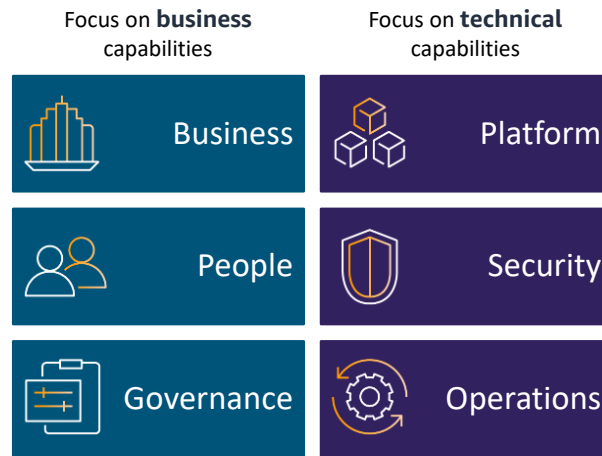 Focus on business
capabilities
Business
People
Governance
Focus on technical
capabilities
Platform
Security
Operations